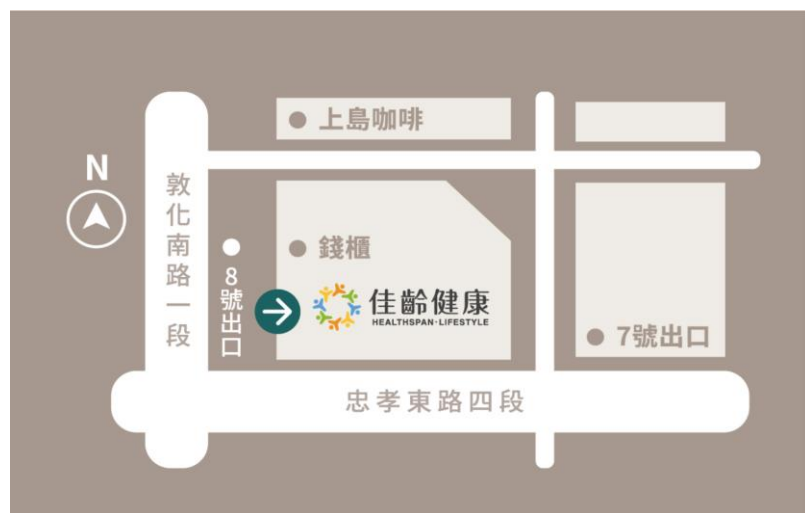 上島咖啡
N
敦化南路一段
8號出口
錢櫃
佳齡健康
HEALTHSPAN·LIFESTYLE
7號出口
忠孝東路四段